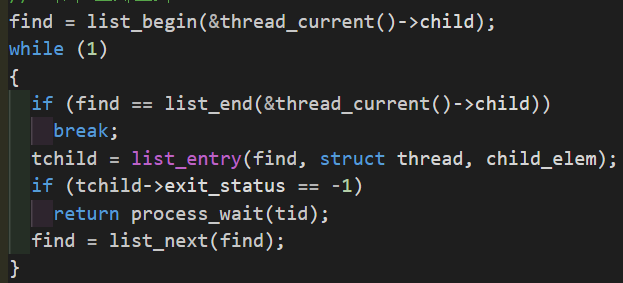 find = list_begin(&thread_current()->child);
while (1)
{
if (find == list_end(&thread_current()->child))
break;
tchild = list_entry(find, struct thread, child_elem);
if (tchild->exit_status == -1)
return process_wait(tid);
find = list_next(find);
}